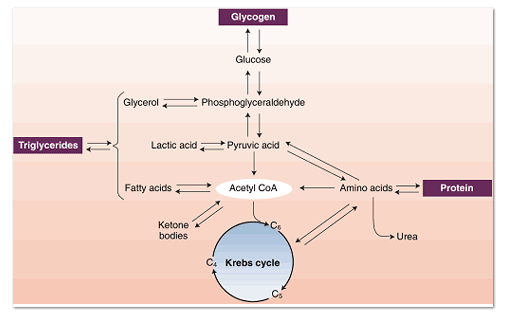 Glycogen
Glucose
Glycerol
Phosphoglyceraldehyde
Triglycerides
Lactic acid
Pyruvic acid
Fatty acids
Acetyl CoA
Amino acids
Protein
Ketone
bodies
C6
Urea
C4
Krebs cycle
C5